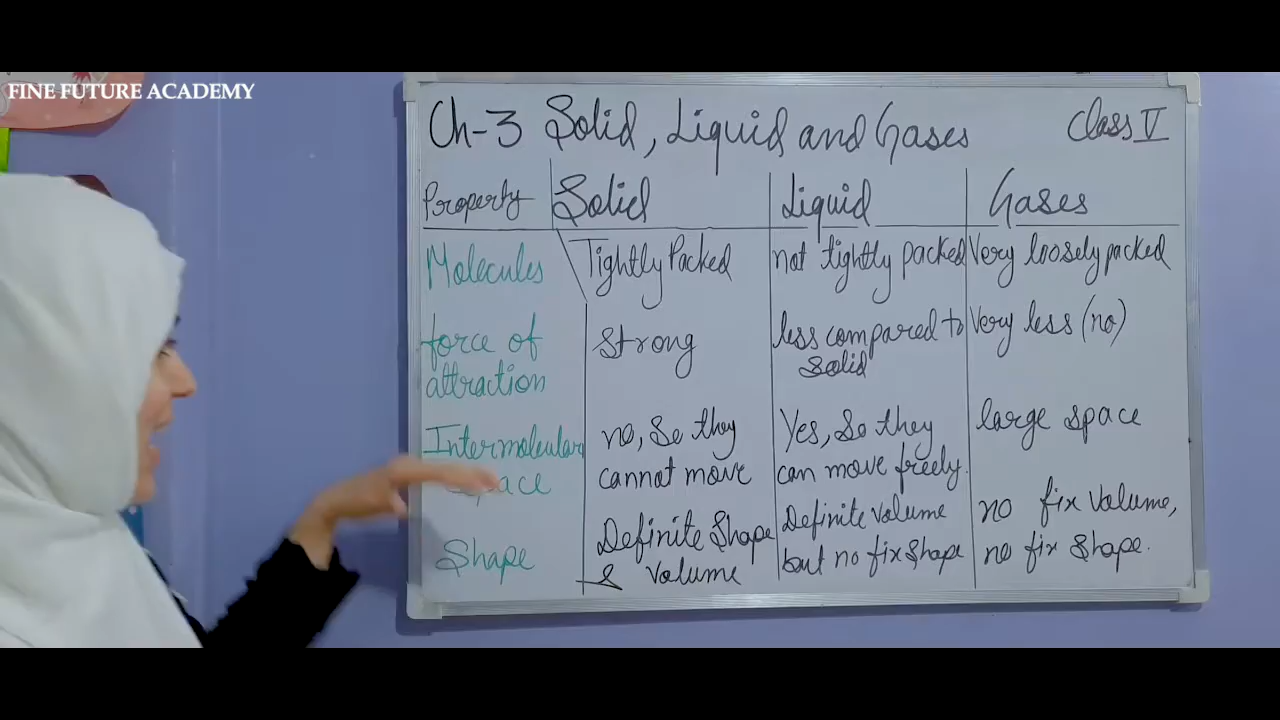 FINE FUTURE ACADEMY
Ch-3 Solid, Liquid and Gases
Class V
Property
Solid
Liquid
Gases
Molecules
Tightly Packed
not tightly packed
Very loosely packed
force of
attraction
Strong
less compared to
solid
Very less (no)
Intermolecular
Space
no, So they
cannot move
Yes, So they
can move freely.
large space
Shape
Definite Shape
& Volume
Definite Volume
but no fix Shape
no fix Volume,
no fix Shape.